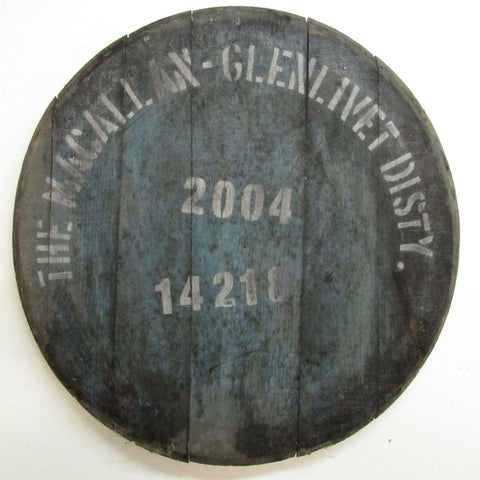 THE MACALLAN-GLENLIVET DISTY.
2004
14218